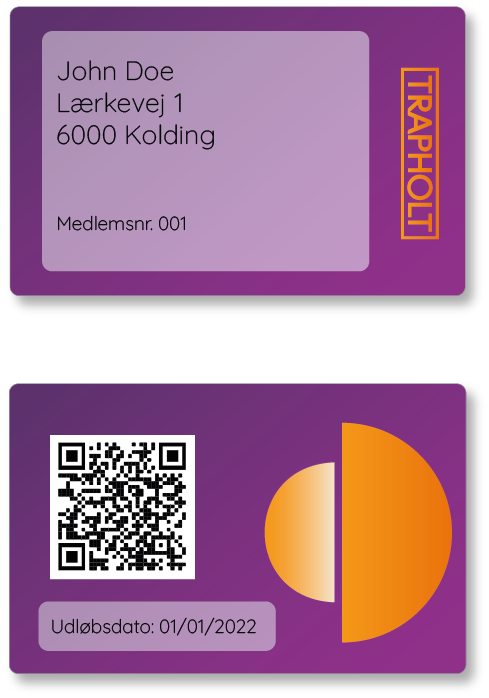 John Doe
Lærkevej 1
6000 Kolding
Medlemsnr. 001
TRAPHOLT
Udløbsdato: 01/01/2022